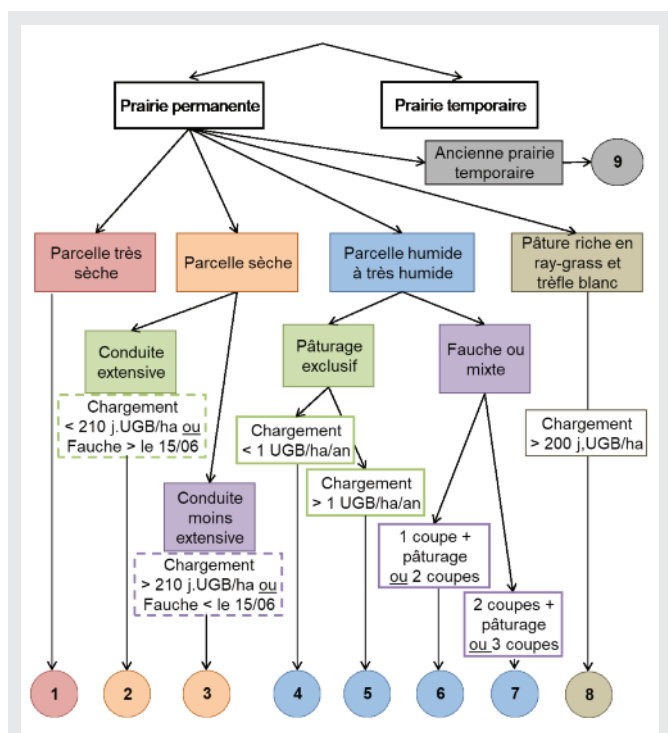 Prairie permanente
Prairie temporaire
Ancienne prairie
temporaire
9
Parcelle très
sèche
Parcelle sèche
Parcelle humide
à très humide
Pâture riche en
ray-grass et
trèfle blanc
Conduite
extensive
Chargement
< 210 j.UGB/ha ou
Fauche > le 15/06
Pâturage
exclusif
Fauche ou
mixte
Chargement
< 1 UGB/ha/an
Chargement
> 1 UGB/ha/an
Chargement
> 200 j,UGB/ha
Conduite
moins
extensive
Chargement
> 210 j.UGB/ha ou
Fauche < le 15/06
1 coupe +
pâturage
ou 2 coupes
2 coupes +
pâturage
ou 3 coupes
1
2
3
4
5
6
7
8